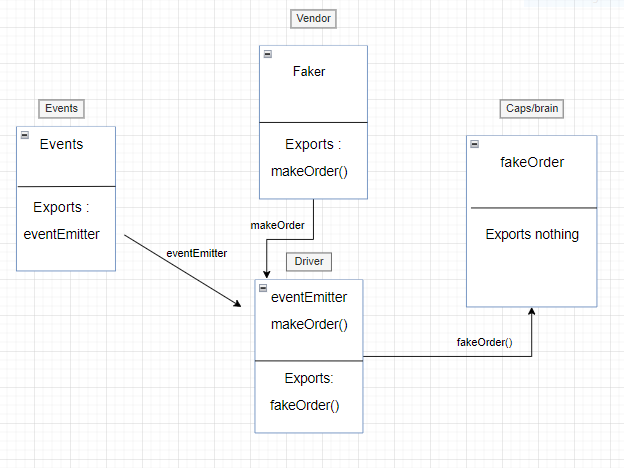 Vendor
Faker
Exports :
makeOrder()
Events
Events
Exports :
eventEmitter
Caps/brain
fakeOrder
Exports nothing
makeOrder
eventEmitter
Driver
eventEmitter
makeOrder()
Exports:
fakeOrder()
fakeOrder()